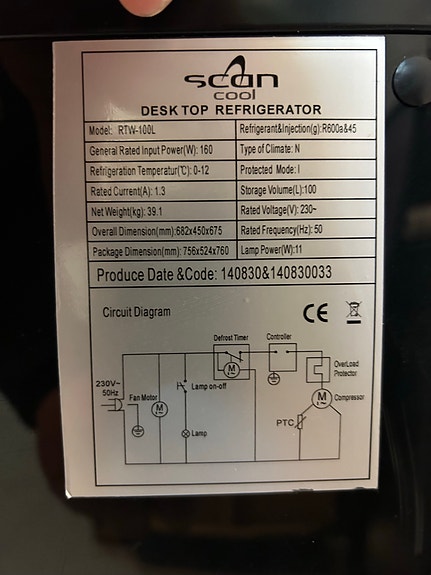 scan
cool
DESK TOP REFRIGERATOR
Model: RTW-100L Refrigerant&Injection(g):R600a&45
General Rated Input Power(W): 160 Type of Climate: N
Refrigeration Temperatur(℃): 0-12 Protected Mode: I
Rated Current(A): 1.3 Storage Volume(L):100
Net Weight(kg): 39.1 Rated Voltage(V): 230~
Overall Dimension(mm):682x450x675 Rated Frequency(Hz): 50
Package Dimension(mm): 756x524x760 Lamp Power(W):11
Produce Date &Code: 140830&140830033
Circuit Diagram CE
Defrost Timer Controller
M
OverLoad
Protector
230V~
50Hz
Fan Motor
M
Lamp on-off
M
Compressor
PTC
Lamp